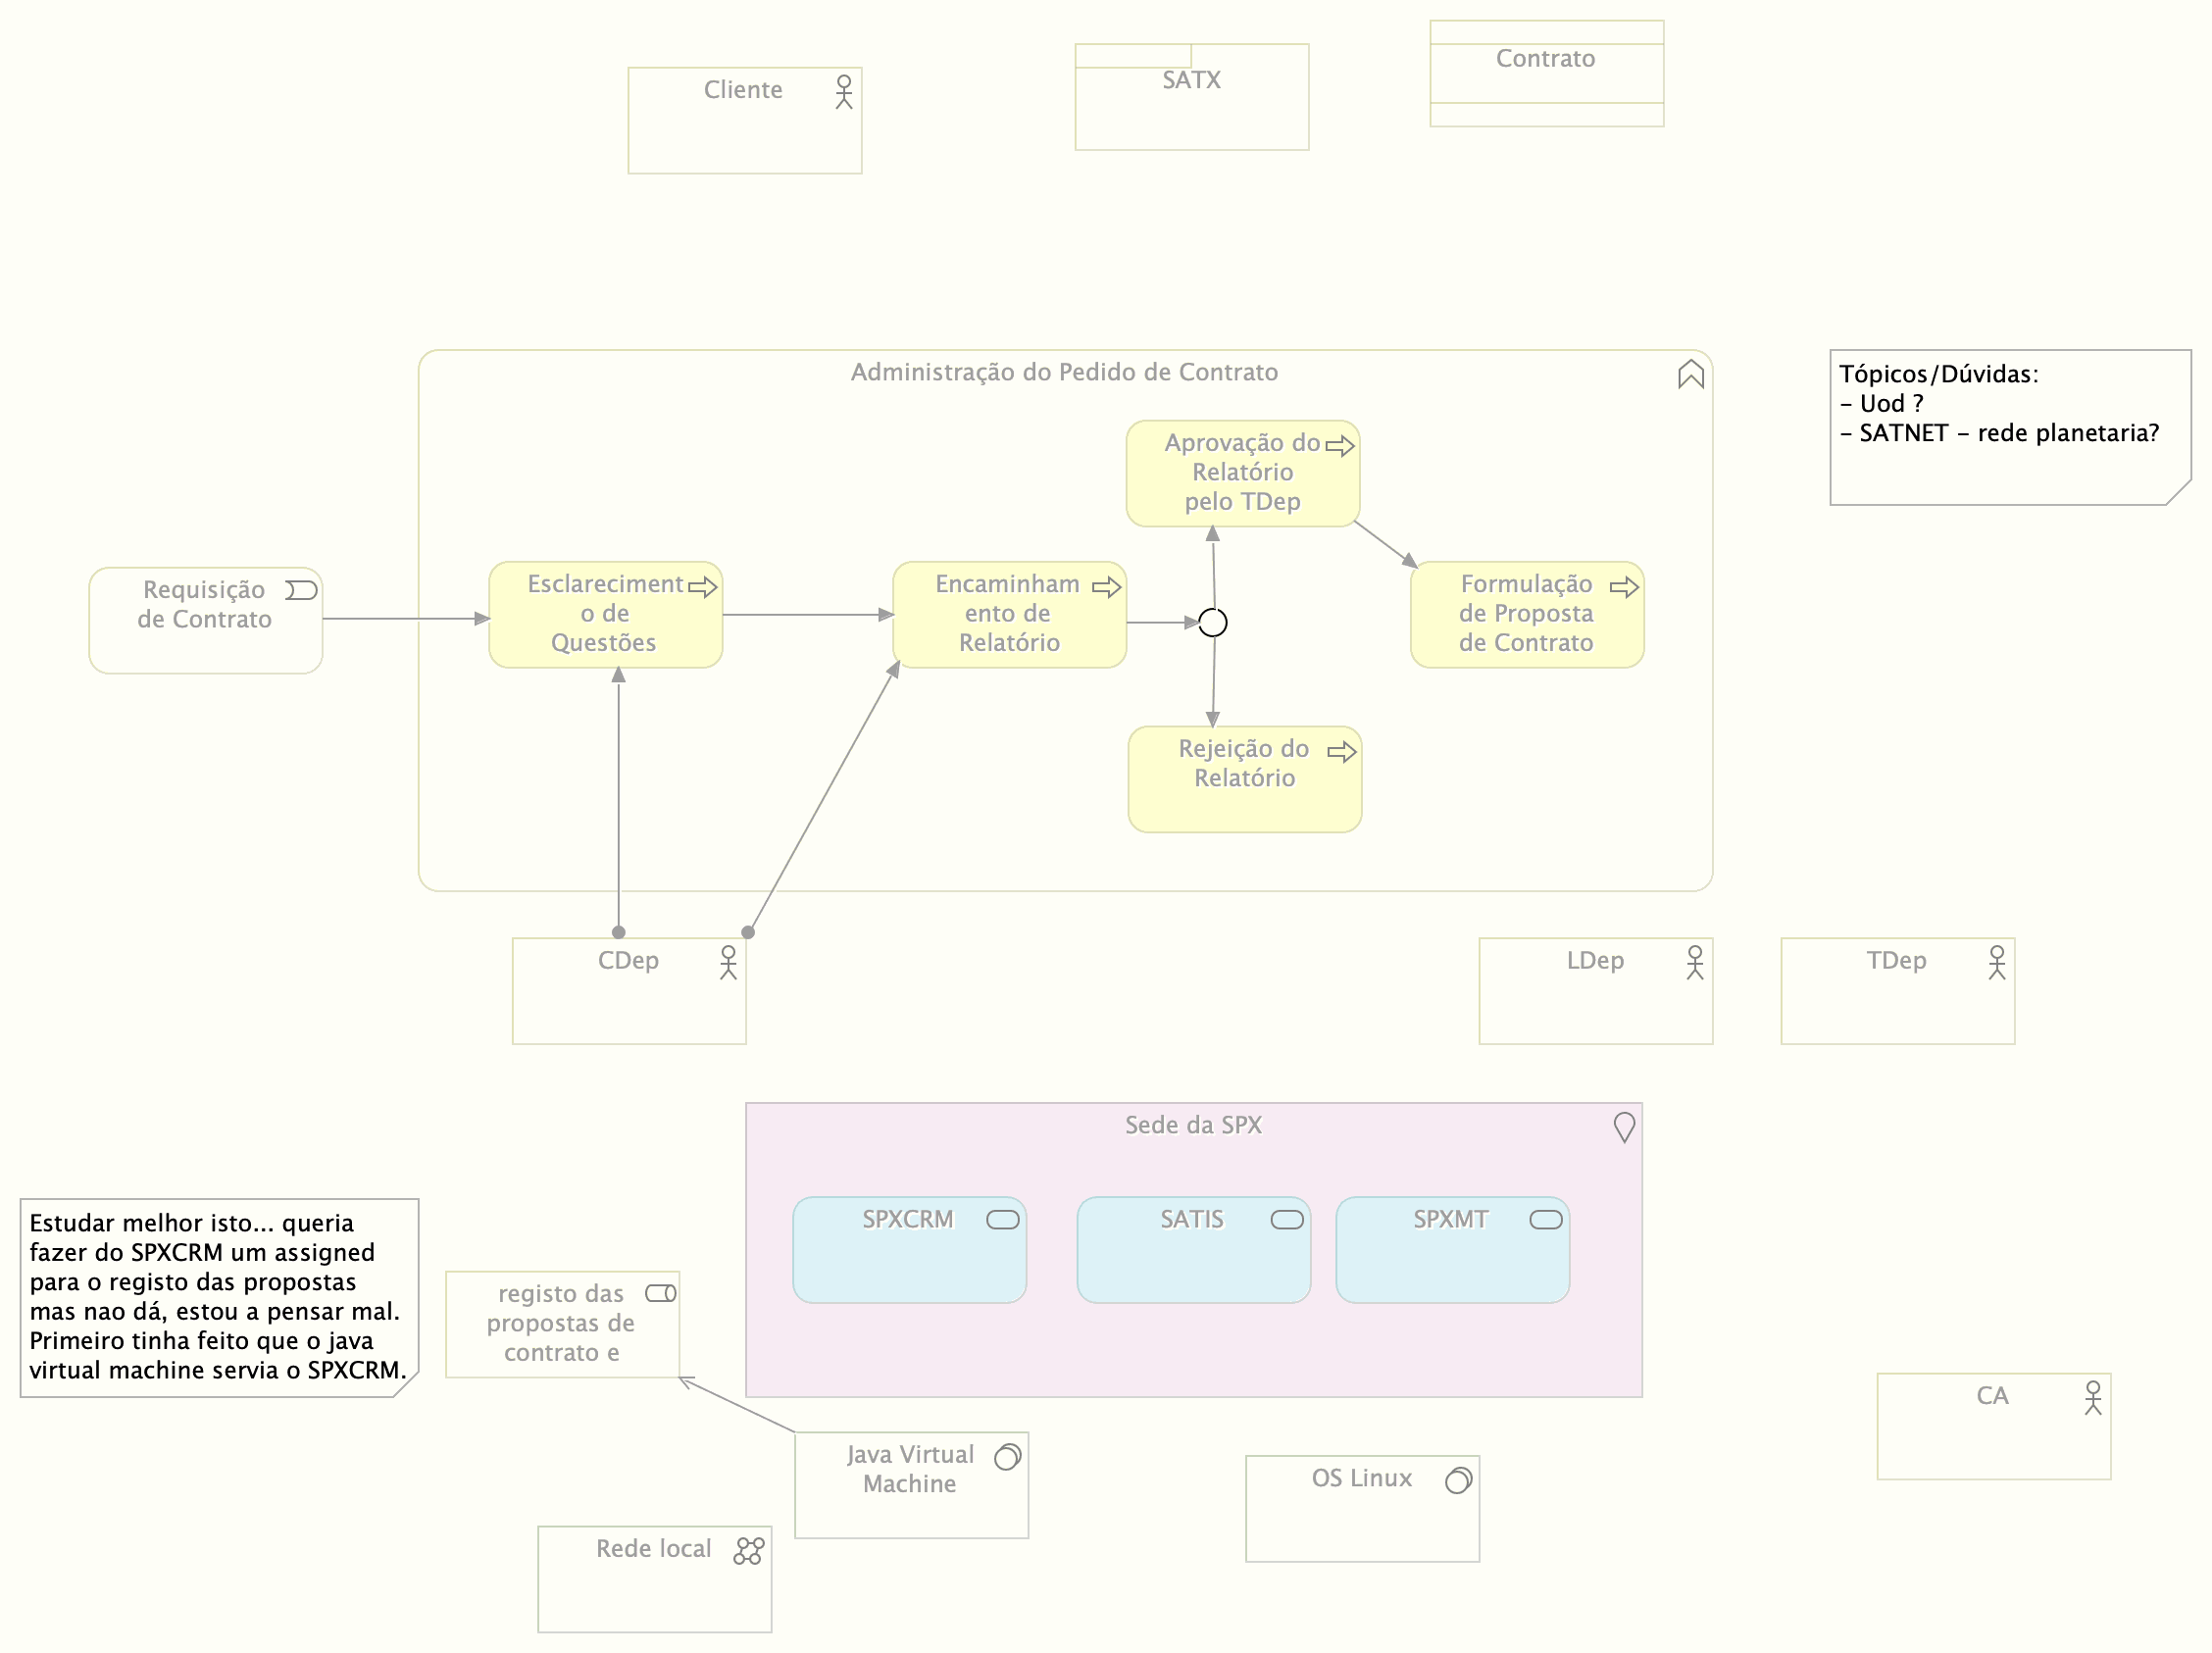 Cliente
SATX
Contrato
Administração do Pedido de Contrato
Tópicos/Dúvidas:
- Uod ?
- SATNET - rede planetaria?
Requisição
de Contrato
Esclareciment
o de
Questões
Encaminham
ento de
Relatório
Aprovação do
Relatório
pelo TDep
Formulação
de Proposta
de Contrato
Rejeição do
Relatório
CDep
LDep
TDep
Sede da SPX
SPXCRM
SATIS
SPXMT
Estudar melhor isto... queria
fazer do SPXCRM um assigned
para o registo das propostas
mas nao dá, estou a pensar mal.
Primeiro tinha feito que o java
virtual machine servia o SPXCRM.
registo das
propostas de
contrato e
Java Virtual
Machine
OS Linux
CA
Rede local